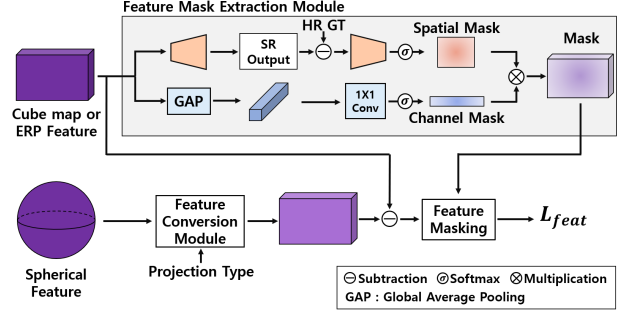 Feature Mask Extraction Module
HR GT
Spatial Mask
Mask
SR
Output
σ
Cube map or
ERP Feature
GAP
1X1
Conv
σ
Channel Mask
Spherical
Feature
Feature
Conversion
Module
Projection Type
Feature
Masking
L_feat
Subtraction σ Softmax Multiplication
GAP : Global Average Pooling